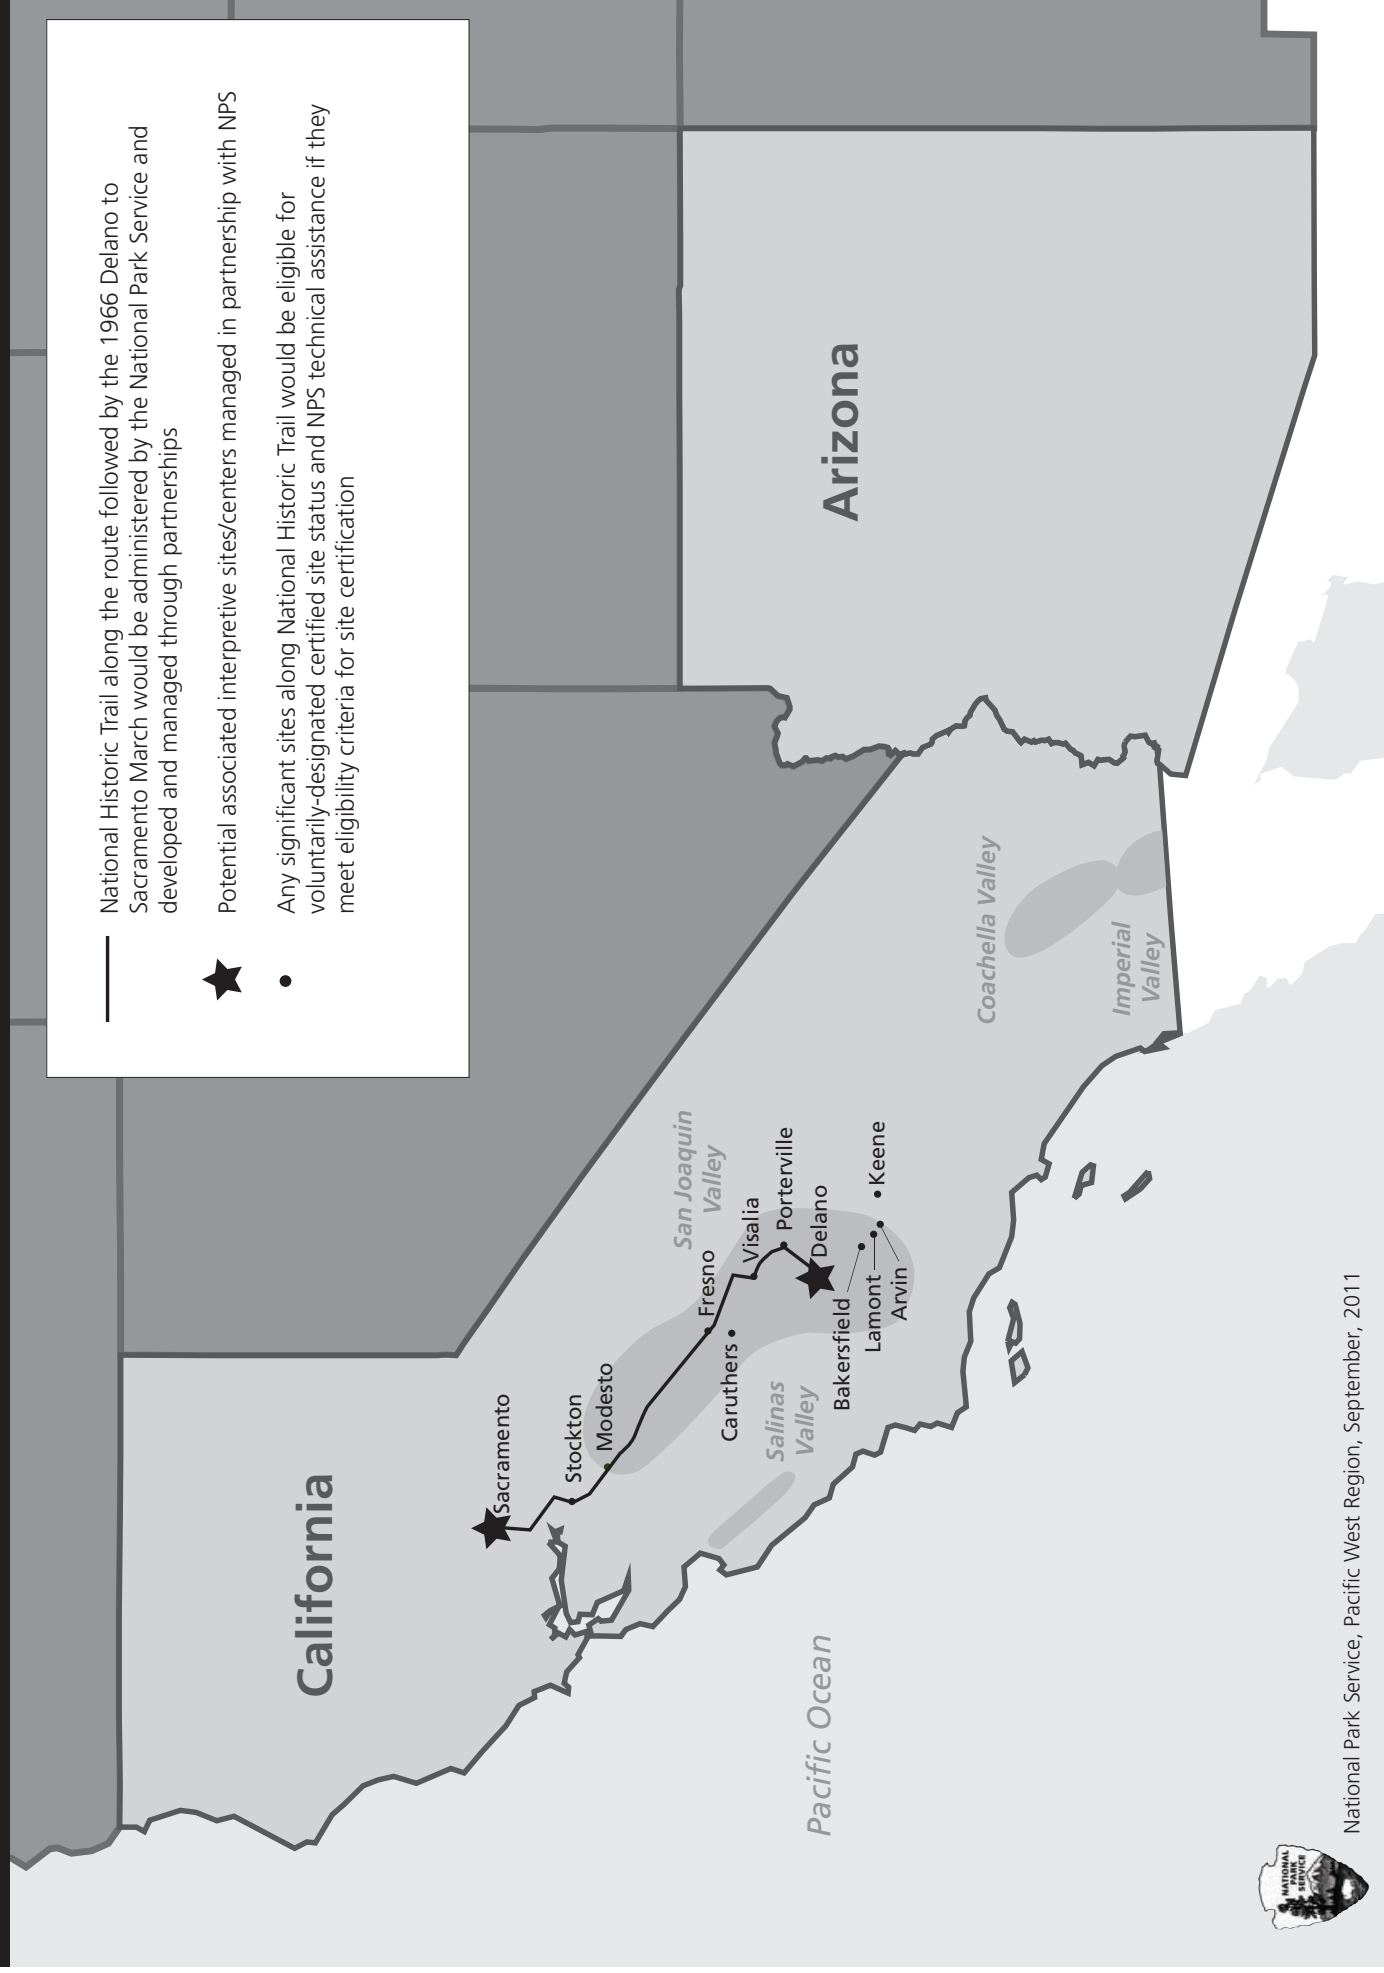 National Historic Trail along the route followed by the 1966 Delano to
Sacramento March would be administered by the National Park Service and
developed and managed through partnerships
Potential associated interpretive sites/centers managed in partnership with NPS
Any significant sites along National Historic Trail would be eligible for
voluntarily-designated certified site status and NPS technical assistance if they
meet eligibility criteria for site certification
California
Sacramento
Stockton
Modesto
San Joaquin
Valley
Fresno
Caruthers
Visalia
Porterville
Salinas
Valley
Delano
Bakersfield
Lamont
Arvin
Keene
Arizona
Coachella Valley
Imperial
Valley
Pacific Ocean
NATIONAL
PARK
SERVICE
National Park Service, Pacific West Region, September, 2011